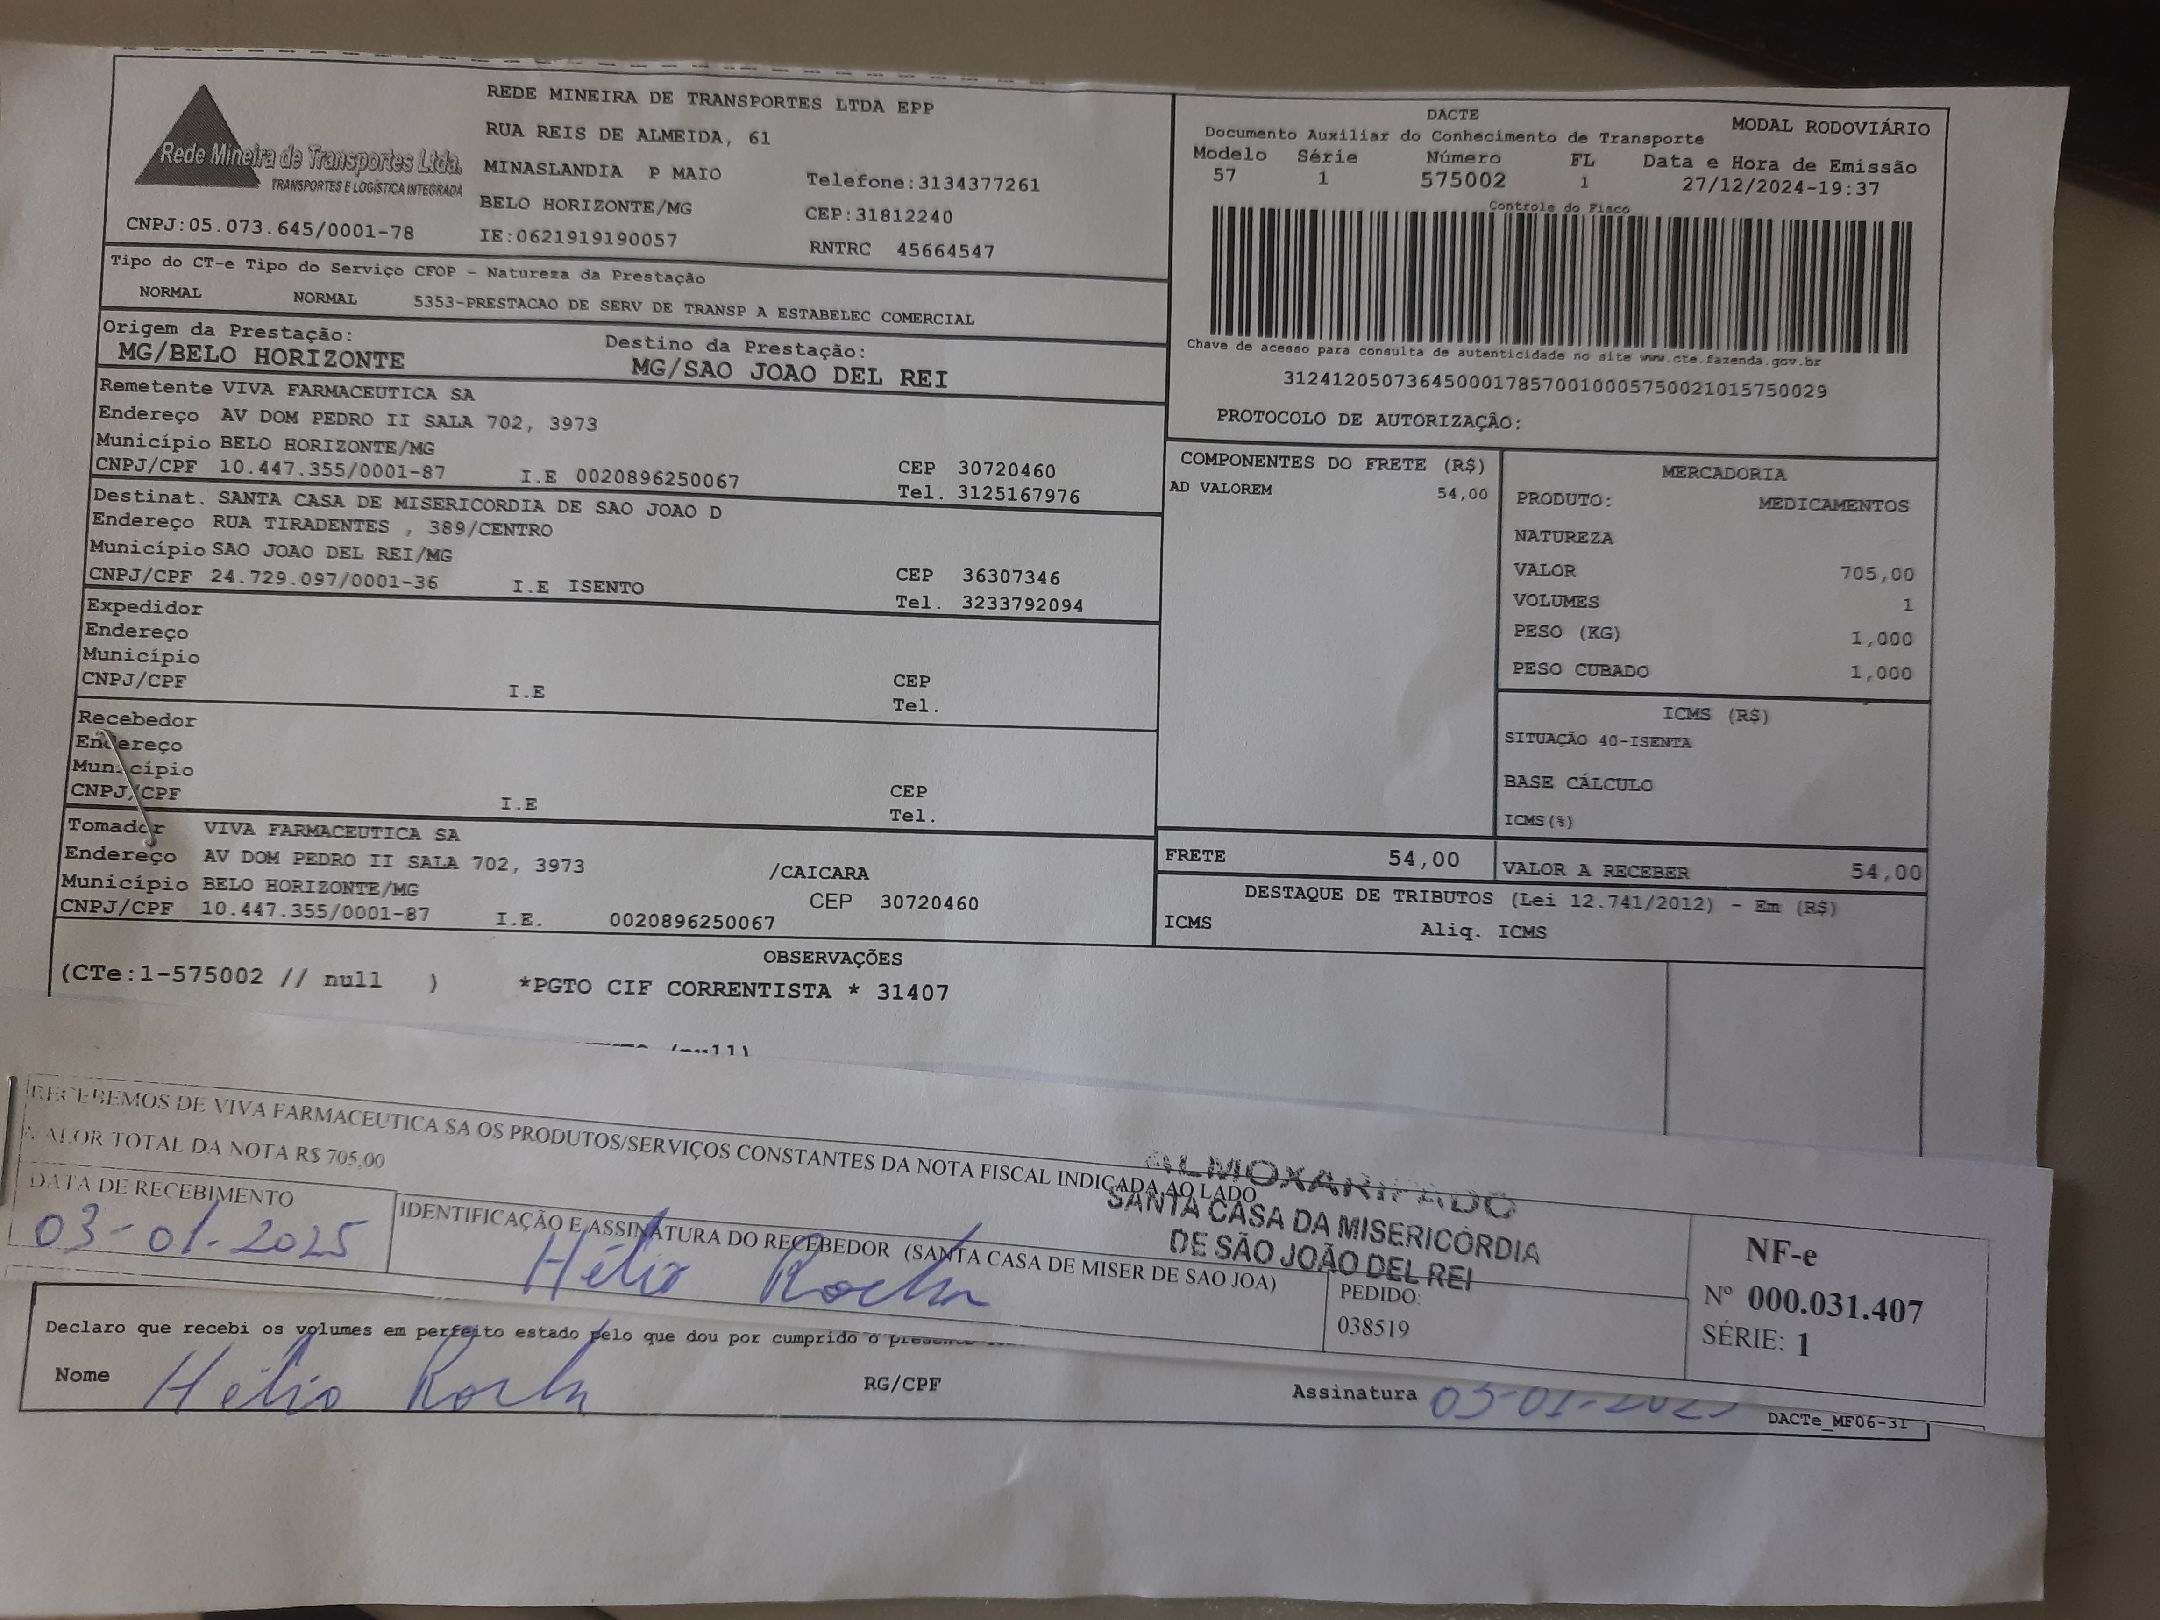 Rede Mineira de Transportes Ltda.
TRANSPORTES E LOGÍSTICA INTEGRADA
CNPJ:05.073.645/0001-78
REDE MINEIRA DE TRANSPORTES LTDA EPP
RUA REIS DE ALMEIDA, 61
MINASLANDIA P MAIO Telefone:3134377261
BELO HORIZONTE/MG CEP:31812240
IE:0621919190057 RNTRC 45664547
DACTE MODAL RODOVIÁRIO
Documento Auxiliar do Conhecimento de Transporte
Modelo Série Número FL Data e Hora de Emissão
57 1 575002 1 27/12/2024-19:37
Controle do Fisco
Chave de acesso para consulta de autenticidade no site www.cte.fazenda.gov.br
31241205073645000178570010005750021015750029
PROTOCOLO DE AUTORIZAÇÂO:
Tipo do CT-e Tipo do Serviço CFOP - Natureza da Prestação
NORMAL NORMAL 5353-PRESTACAO DE SERV DE TRANSP A ESTABELEC COMERCIAL
Origem da Prestação: Destino da Prestação:
MG/BELO HORIZONTE MG/SAO JOAO DEL REI
Remetente VIVA FARMACEUTICA SA
Endereço AV DOM PEDRO II SALA 702, 3973
Município BELO HORIZONTE/MG CEP 30720460
CNPJ/CPF 10.447.355/0001-87 I.E 0020896250067 Tel. 3125167976
Destinat. SANTA CASA DE MISERICORDIA DE SAO JOAO D
Endereço RUA TIRADENTES , 389/CENTRO
Município SAO JOAO DEL REI/MG CEP 36307346
CNPJ/CPF 24.729.097/0001-36 I.E ISENTO Tel. 3233792094
Expedidor
Endereço
Município CEP
CNPJ/CPF I.E Tel.
Recebedor
Endereço
Município CEP
CNPJ/CPF I.E Tel.
Tomador VIVA FARMACEUTICA SA
Endereço AV DOM PEDRO II SALA 702, 3973 /CAICARA
Município BELO HORIZONTE/MG CEP 30720460
CNPJ/CPF 10.447.355/0001-87 I.E. 0020896250067
COMPONENTES DO FRETE (R$)
AD VALOREM 54,00
MERCADORIA
PRODUTO: MEDICAMENTOS
NATUREZA
VALOR 705,00
VOLUMES 1
PESO (KG) 1,000
PESO CUBADO 1,000
ICMS (R$)
SITUAÇÃO 40-ISENTA
BASE CÁLCULO
ICMS(%)
FRETE 54,00 VALOR A RECEBER 54,00
DESTAQUE DE TRIBUTOS (Lei 12.741/2012) - Em (R$)
ICMS Aliq. ICMS
OBSERVAÇÕES
(CTe:1-575002 // null ) *PGTO CIF CORRENTISTA * 31407
RECEBEMOS DE VIVA FARMACEUTICA SA OS PRODUTOS/SERVIÇOS CONSTANTES DA NOTA FISCAL INDICADA AO LADO
VALOR TOTAL DA NOTA R$ 705,00
DATA DE RECEBIMENTO
03-01-2025
IDENTIFICAÇÃO E ASSINATURA DO RECEBEDOR (SANTA CASA DE MISER DE SAO JOA)
Hélio Rocha
ALMOXARIFADO
SANTA CASA DA MISERICÓRDIA
DE SÃO JOÃO DEL REI
PEDIDO:
038519
NF-e
Nº 000.031.407
SÉRIE: 1
Declaro que recebi os volumes em perfeito estado pelo que dou por cumprido o presente
Nome Hélio Rocha RG/CPF Assinatura 03-01-2025
DACTe_MF06-31